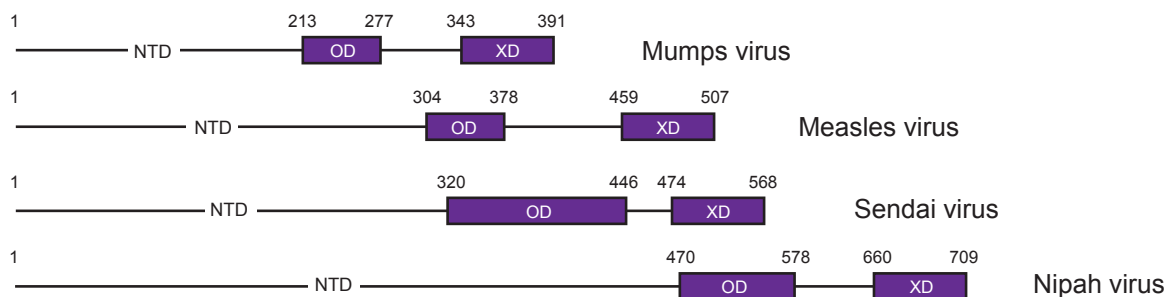 1 213 277 343 391
NTD OD XD Mumps virus
1 304 378 459 507
NTD OD XD Measles virus
1 320 446 474 568
NTD OD XD Sendai virus
1 470 578 660 709
NTD OD XD Nipah virus